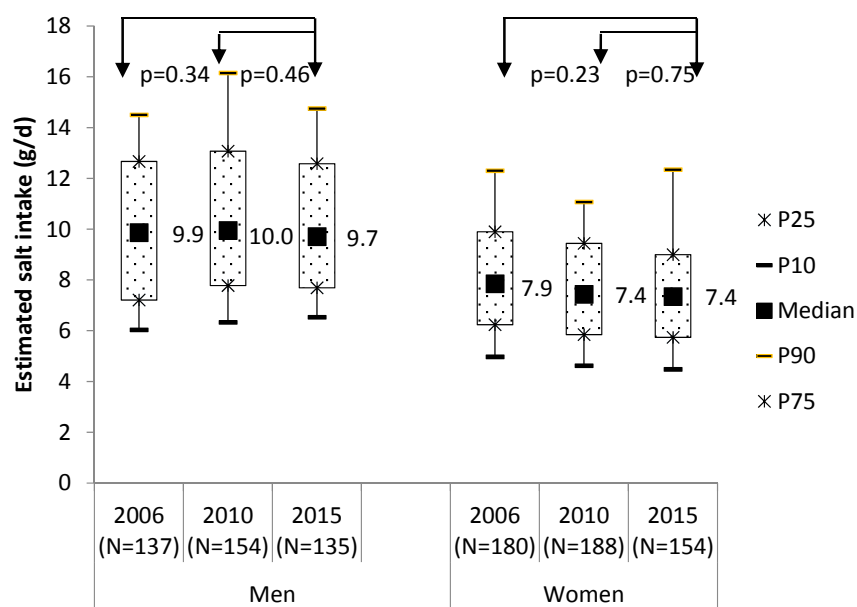 Estimated salt intake (g/d)
18
16
14
12
10
8
6
4
2
0
p=0.34
p=0.46
p=0.23
p=0.75
9.9
10.0
9.7
7.9
7.4
7.4
P25
P10
Median
P90
P75
2006 2010 2015 2006 2010 2015
(N=137) (N=154) (N=135) (N=180) (N=188) (N=154)
Men Women